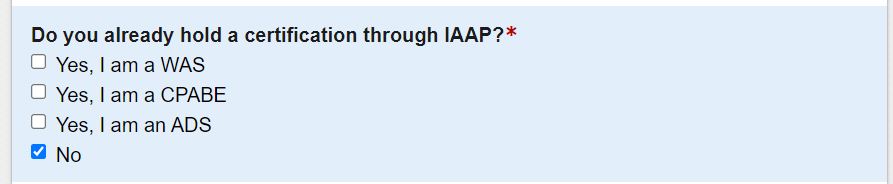 Do you already hold a certification through IAAP?*
Yes, I am a WAS
Yes, I am a CPABE
Yes, I am an ADS
No